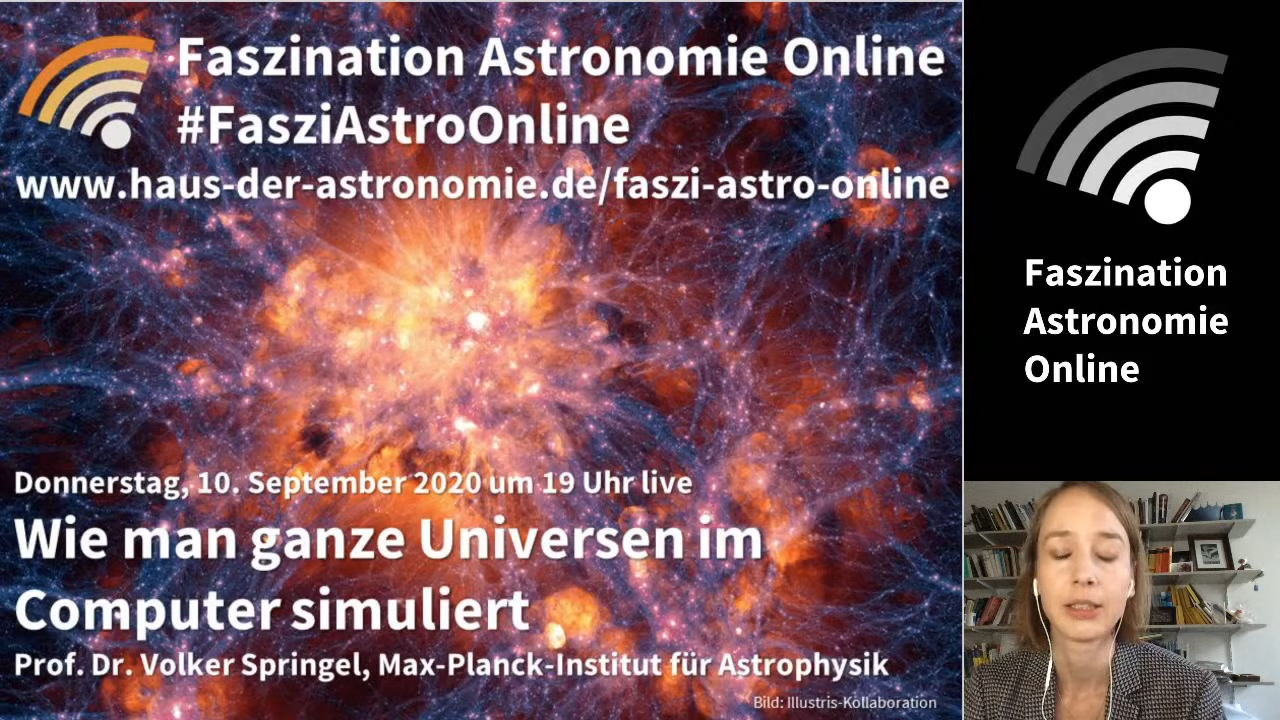 Faszination Astronomie Online
#FasziAstroOnline
www.haus-der-astronomie.de/faszi-astro-online
Donnerstag, 10. September 2020 um 19 Uhr live
Wie man ganze Universen im
Computer simuliert
Prof. Dr. Volker Springel, Max-Planck-Institut für Astrophysik
Bild: Illustris-Kollaboration
Faszination
Astronomie
Online